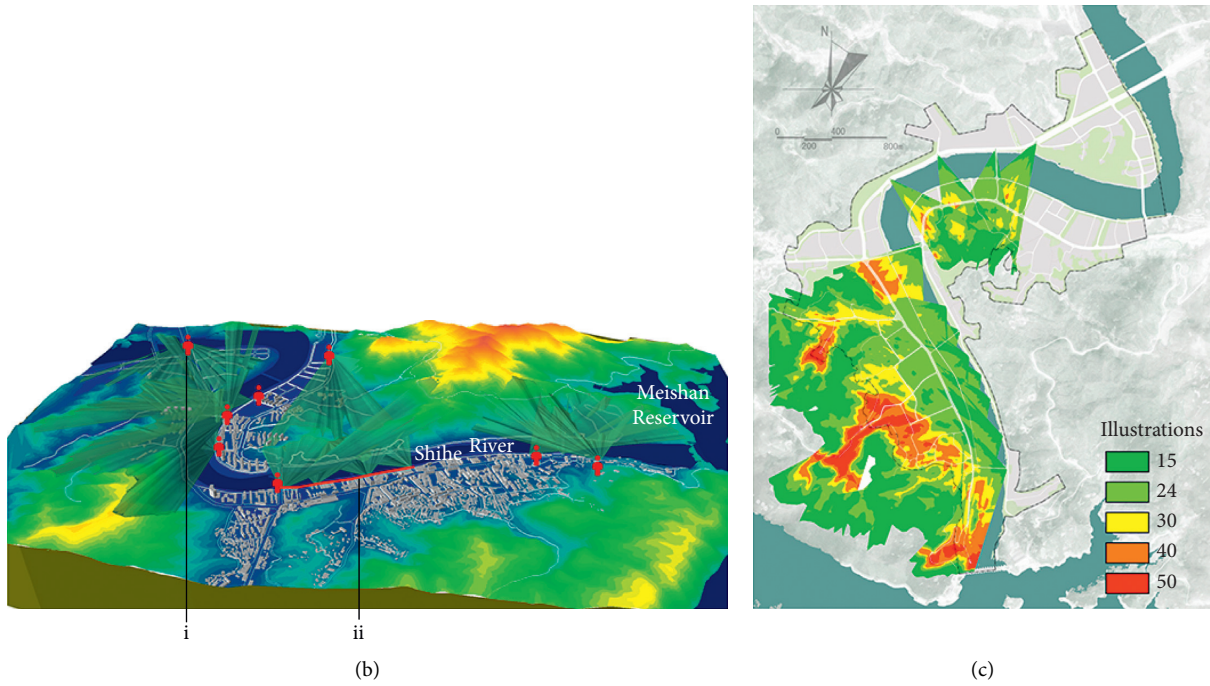 Meishan
Reservoir
Shihe River
i
ii
(b)
N
0 400
200 800m
Illustrations
15
24
30
40
50
(c)